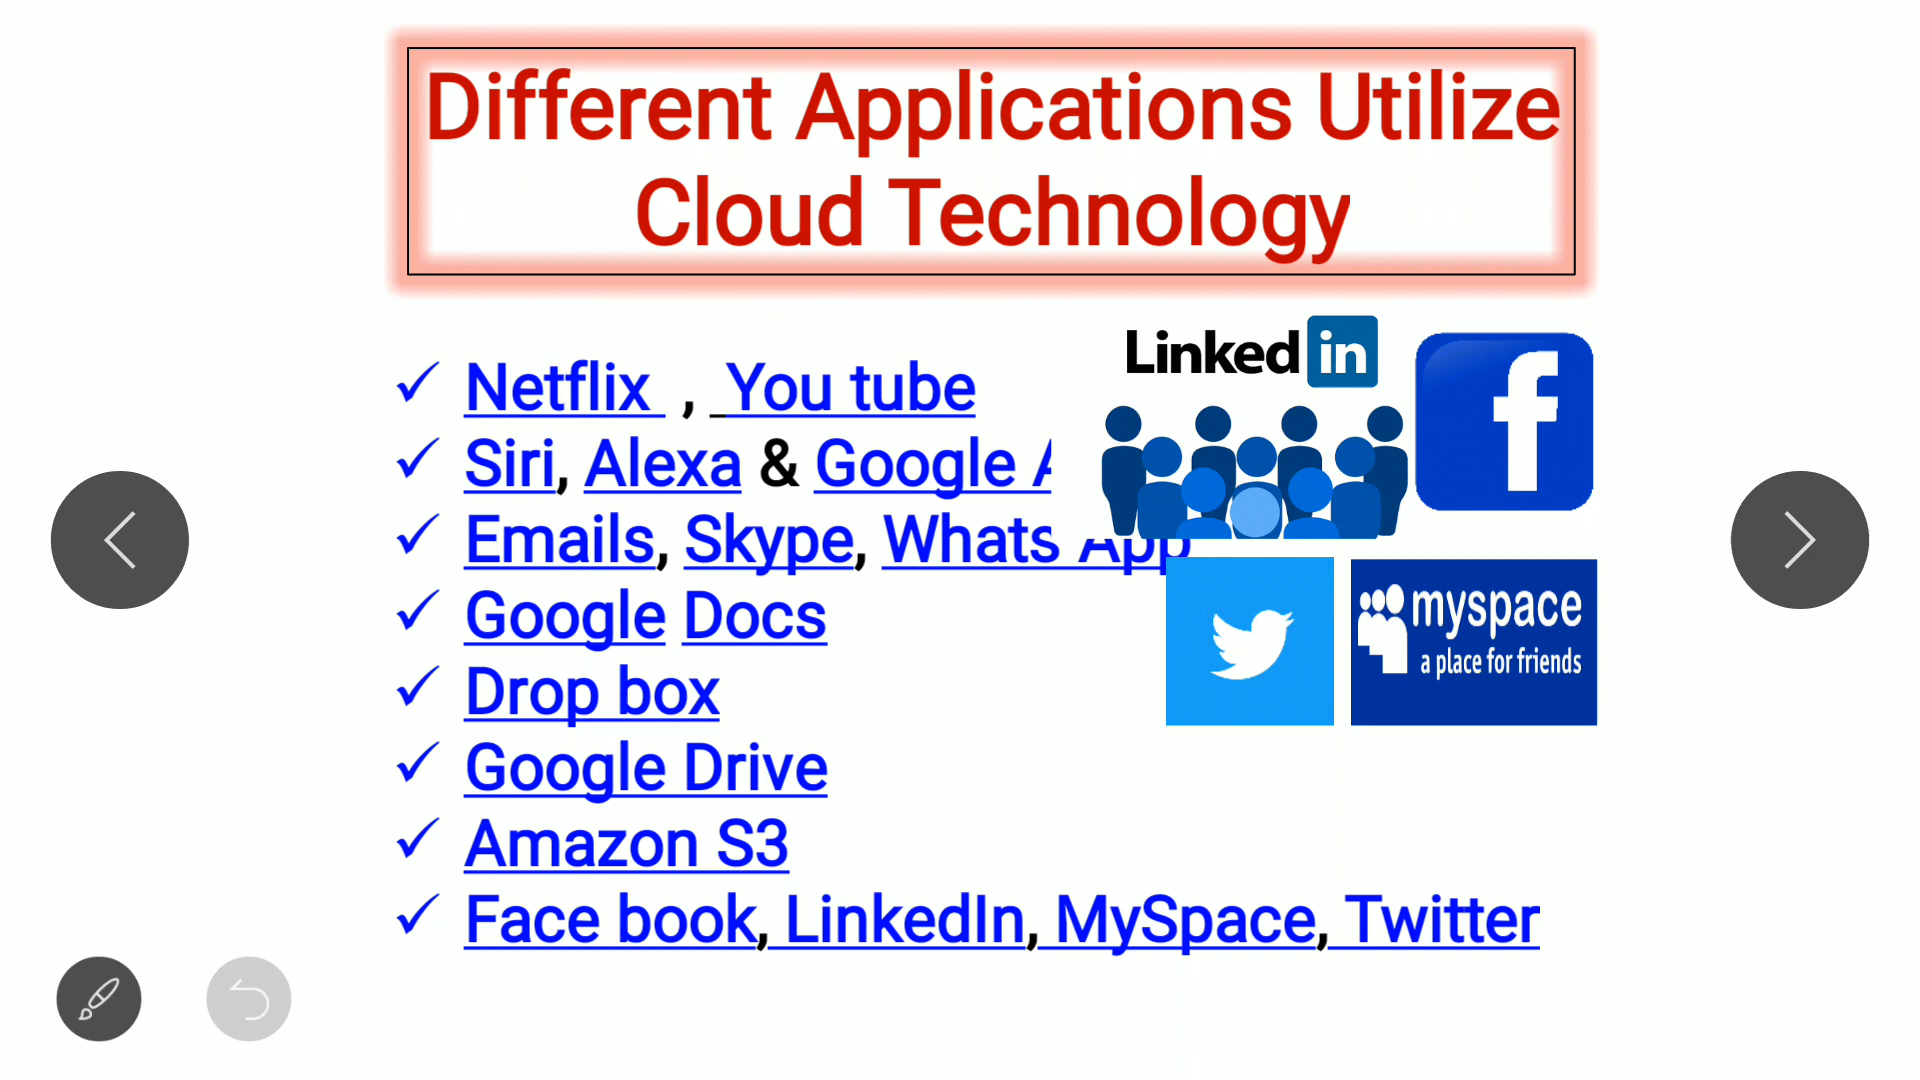 Different Applications Utilize
Cloud Technology
Netflix , You tube
Siri, Alexa & Google
Emails, Skype, Whats App
Google Docs
Drop box
Google Drive
Amazon S3
Face book, LinkedIn, MySpace, Twitter
Linked in
f
myspace
a place for friends